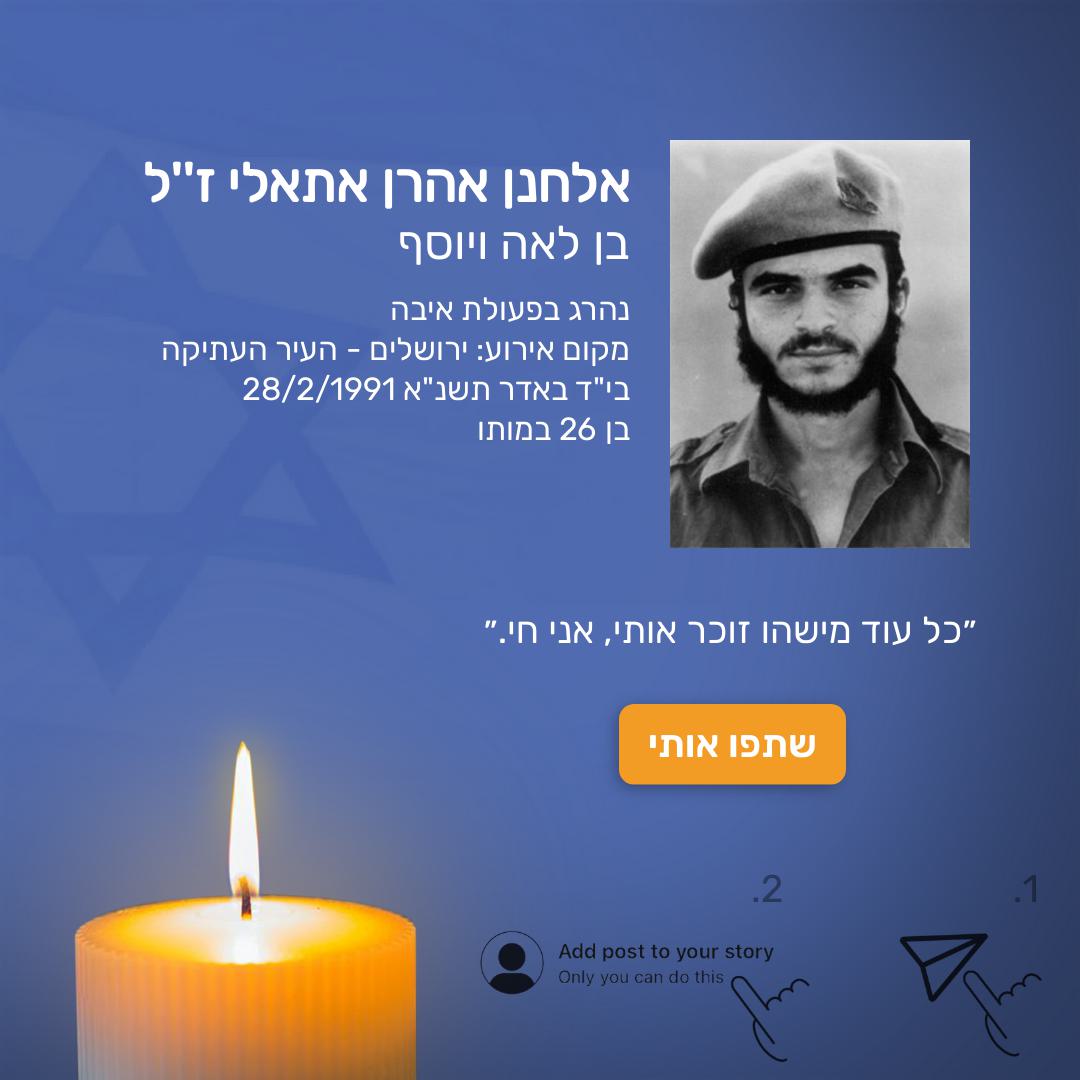 אלחנן אהרן אתאלי ז"ל
בן לאה ויוסף
נהרג בפעולת איבה
מקום אירוע: ירושלים - העיר העתיקה
בי"ד באדר תשנ"א 28/2/1991
בן 26 במותו
״כל עוד מישהו זוכר אותי, אני חי.״
שתפו אותי
.1
.2
Add post to your story
Only you can do this